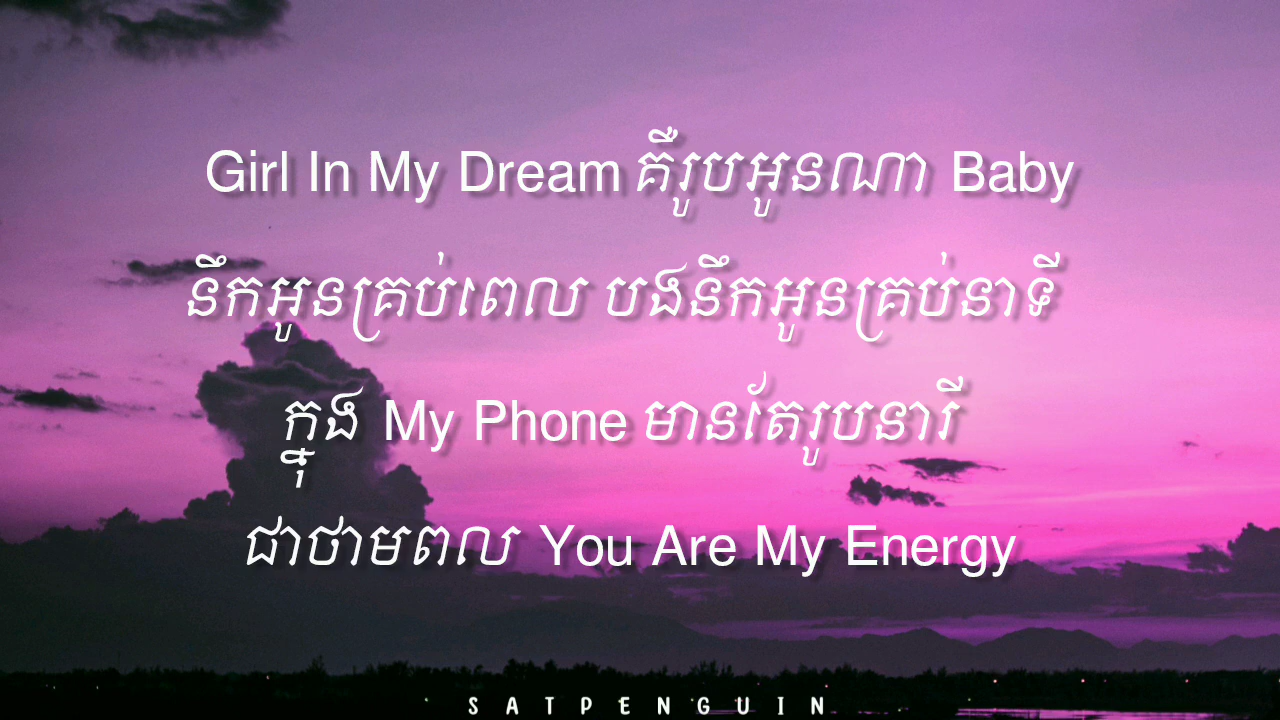 Girl In My Dream គឺរូបអូនណា Baby
នឹកអូនគ្រប់ពេល បងនឹកអូនគ្រប់នាទី
ក្នុង My Phone មានតែរូបនារី
ជាថាមពល You Are My Energy
SATPENGUIN